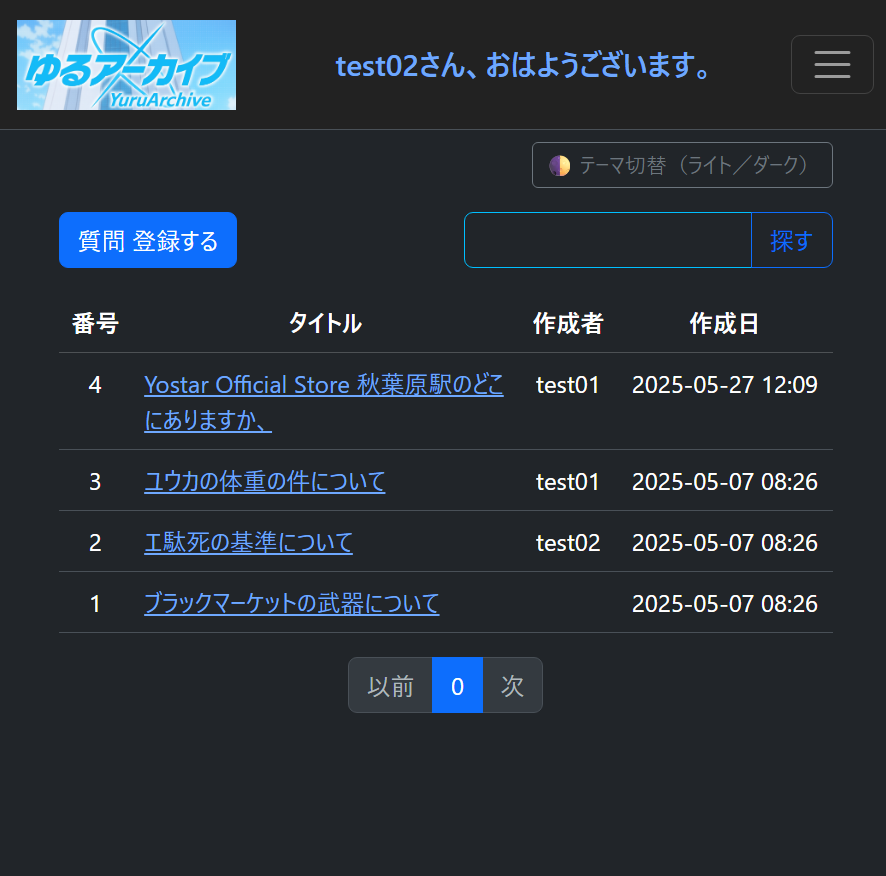 ゆるアーカイブ
YuruArchive
test02さん、おはようございます。
テーマ切替（ライト／ダーク）
質問 登録する
探す
番号 タイトル 作成者 作成日
4 Yostar Official Store 秋葉原駅のどこ test01 2025-05-27 12:09
にありますか、
3 ユウカの体重の件について test01 2025-05-07 08:26
2 工駄死の基準について test02 2025-05-07 08:26
1 ブラックマーケットの武器について 2025-05-07 08:26
以前 0 次